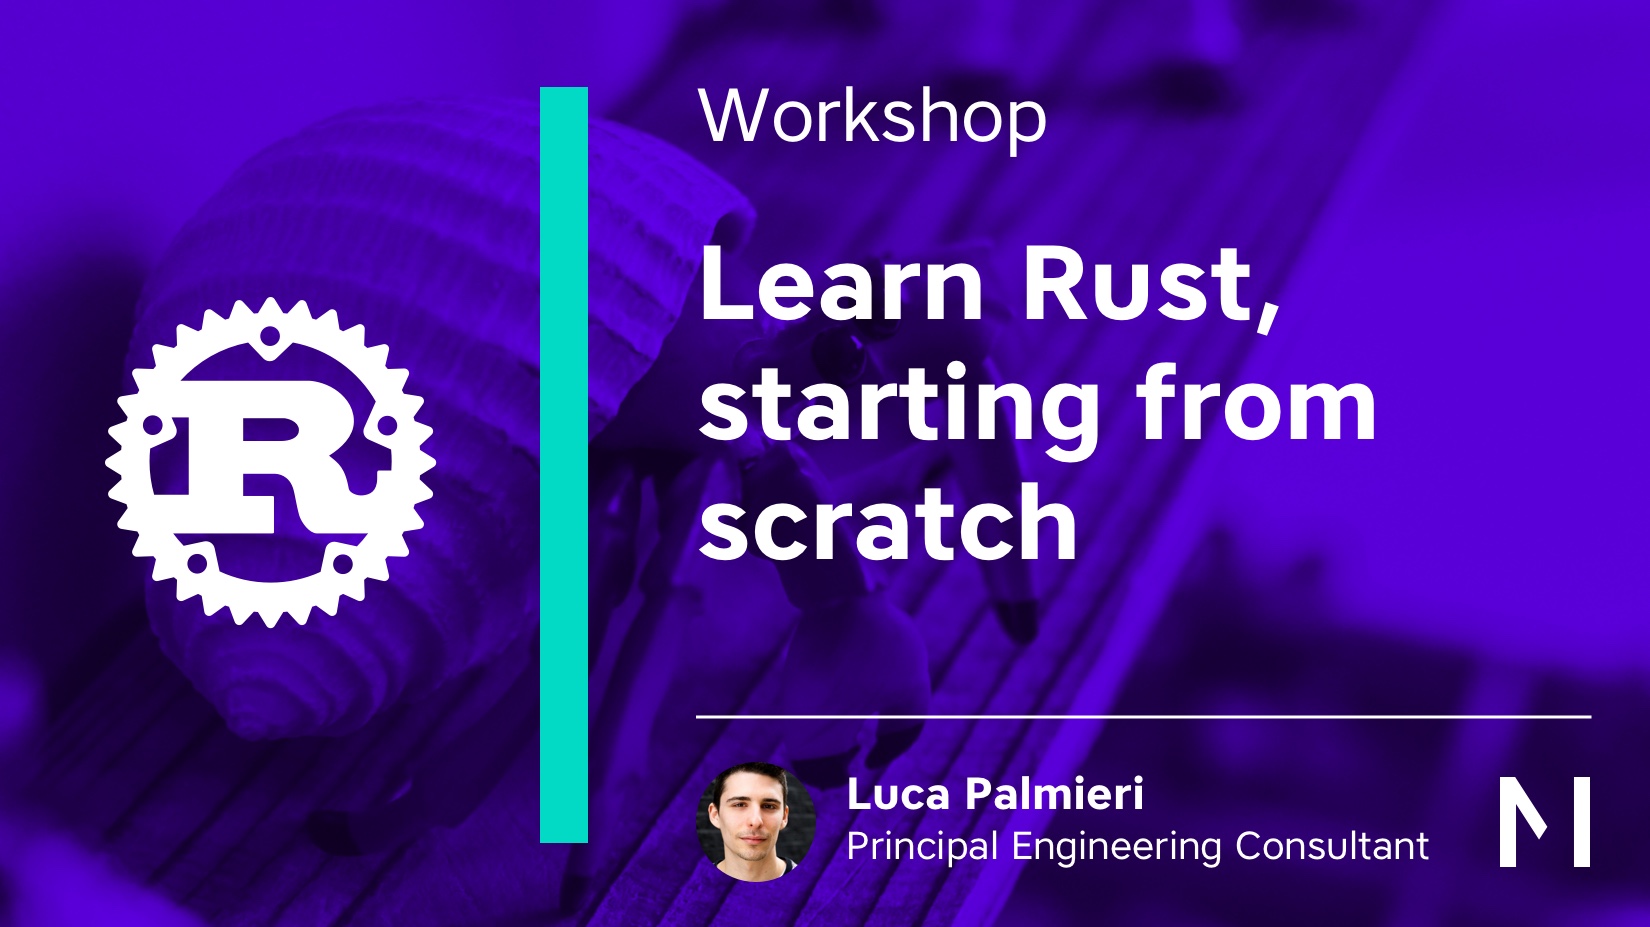 Workshop
Learn Rust,
starting from
scratch
R
Luca Palmieri
Principal Engineering Consultant